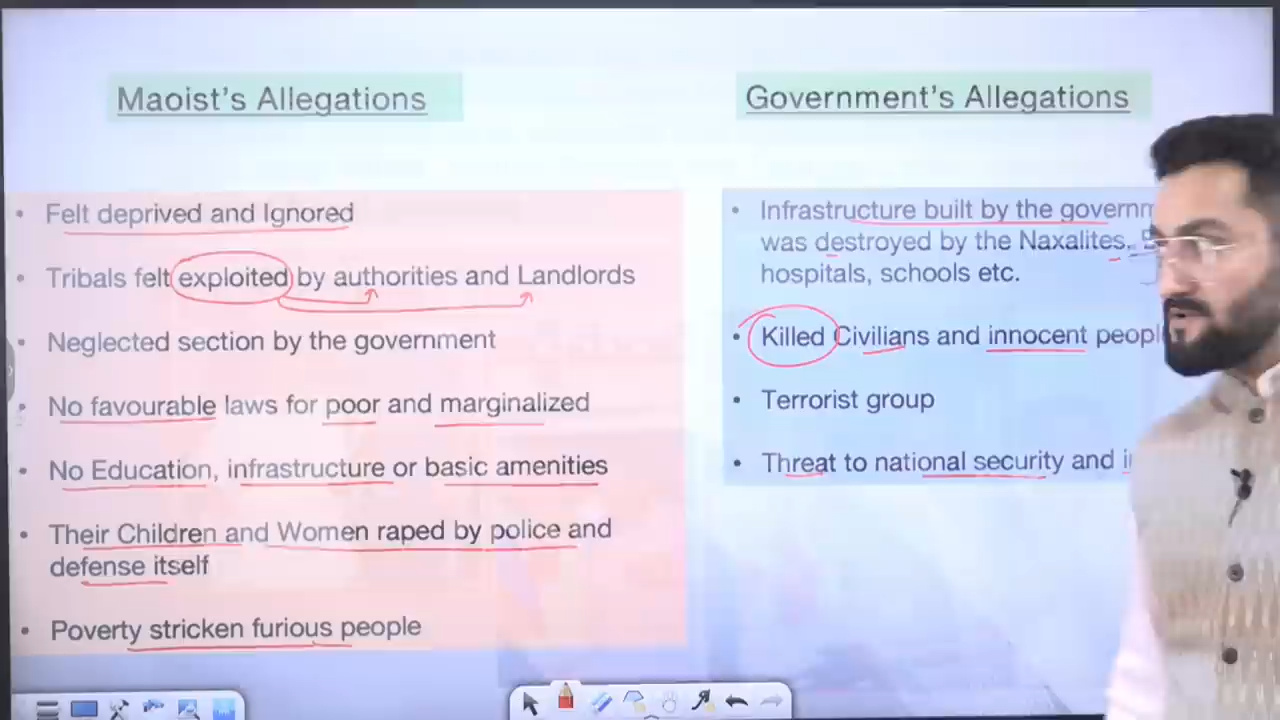 Maoist's Allegations
Felt deprived and Ignored
Tribals felt exploited by authorities and Landlords
Neglected section by the government
No favourable laws for poor and marginalized
No Education, infrastructure or basic amenities
Their Children and Women raped by police and
defense itself
Poverty stricken furious people
Government's Allegations
Infrastructure built by the
was destroyed by the Naxalites.
hospitals, schools etc.
Killed Civilians and innocent
Terrorist group
Threat to national security and